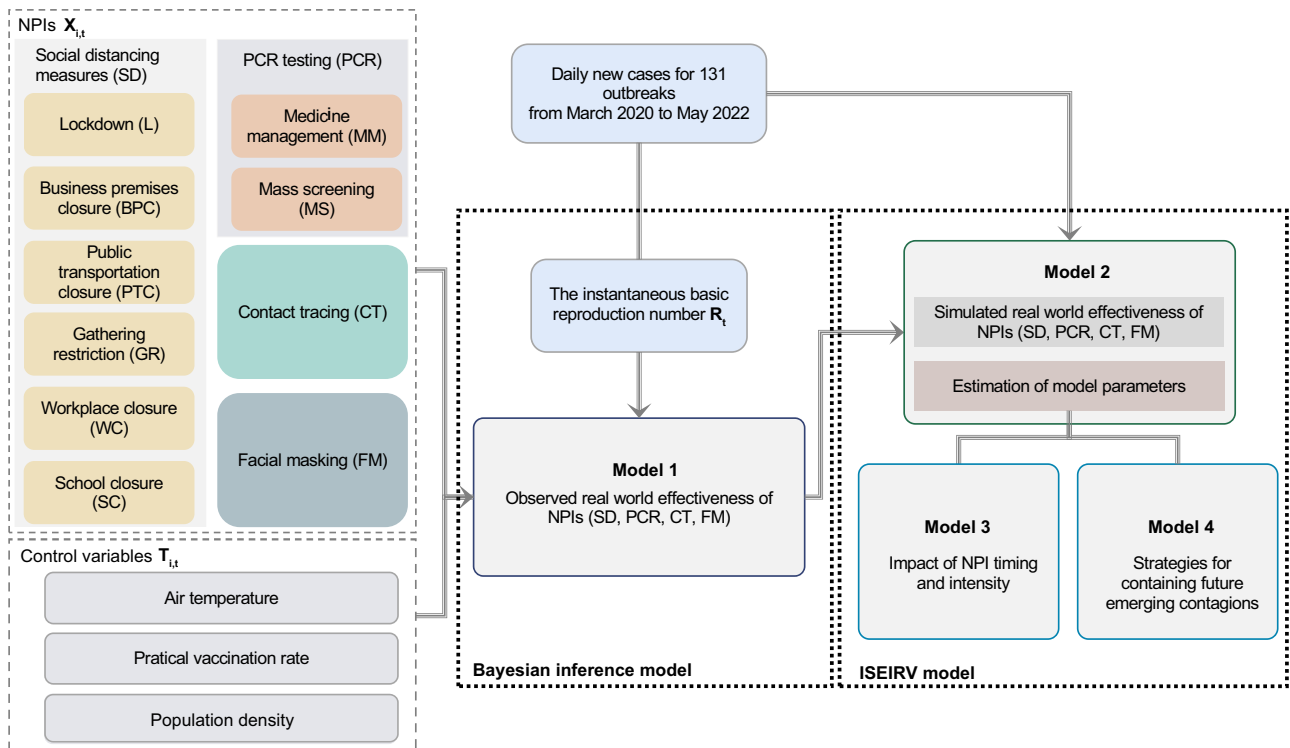 NPIs X_{i,t}
Social distancing
measures (SD)
Lockdown (L)
Business premises
closure (BPC)
Public
transportation
closure (PTC)
Gathering
restriction (GR)
Workplace closure
(WC)
School closure
(SC)
PCR testing (PCR)
Medicine
management (MM)
Mass screening
(MS)
Contact tracing (CT)
Facial masking (FM)
Control variables T_{i,t}
Air temperature
Pratical vaccination rate
Population density
Daily new cases for 131
outbreaks
from March 2020 to May 2022
The instantaneous basic
reproduction number R_t
Model 1
Observed real world effectiveness of
NPIs (SD, PCR, CT, FM)
Bayesian inference model
Model 2
Simulated real world effectiveness of
NPIs (SD, PCR, CT, FM)
Estimation of model parameters
Model 3
Impact of NPI timing
and intensity
Model 4
Strategies for
containing future
emerging contagions
ISEIRV model